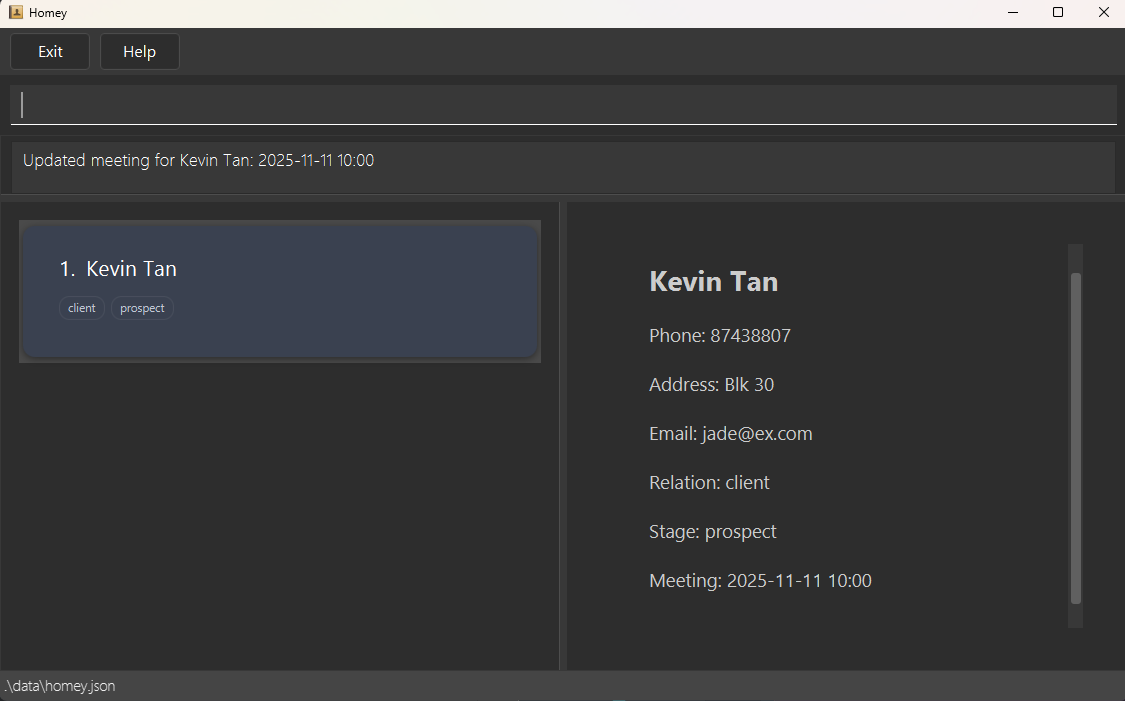 Homey
Exit Help
Updated meeting for Kevin Tan: 2025-11-11 10:00
1. Kevin Tan
client prospect
Kevin Tan
Phone: 87438807
Address: Blk 30
Email: jade@ex.com
Relation: client
Stage: prospect
Meeting: 2025-11-11 10:00
.\data\homey.json